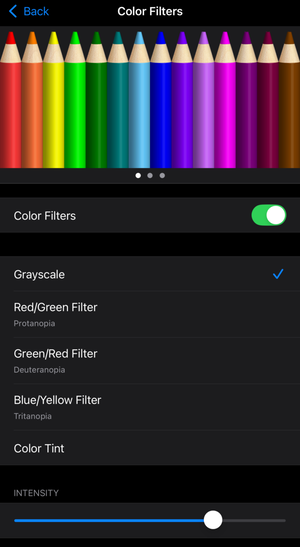 Back
Color Filters
Color Filters
Grayscale
Red/Green Filter
Protanopia
Green/Red Filter
Deuteranopia
Blue/Yellow Filter
Tritanopia
Color Tint
INTENSITY